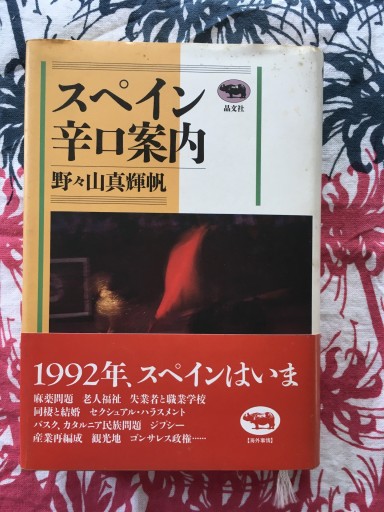 スペイン
辛口案内
野々山真輝帆
晶文社
1992年、スペインはいま
麻薬問題 老人福祉 失業者と職業学校
同棲と結婚 セクシュアル・ハラスメント
バスク、カタルニア民族問題 ジプシー
産業再編成 観光地 ゴンサレス政権……
【海外事情】